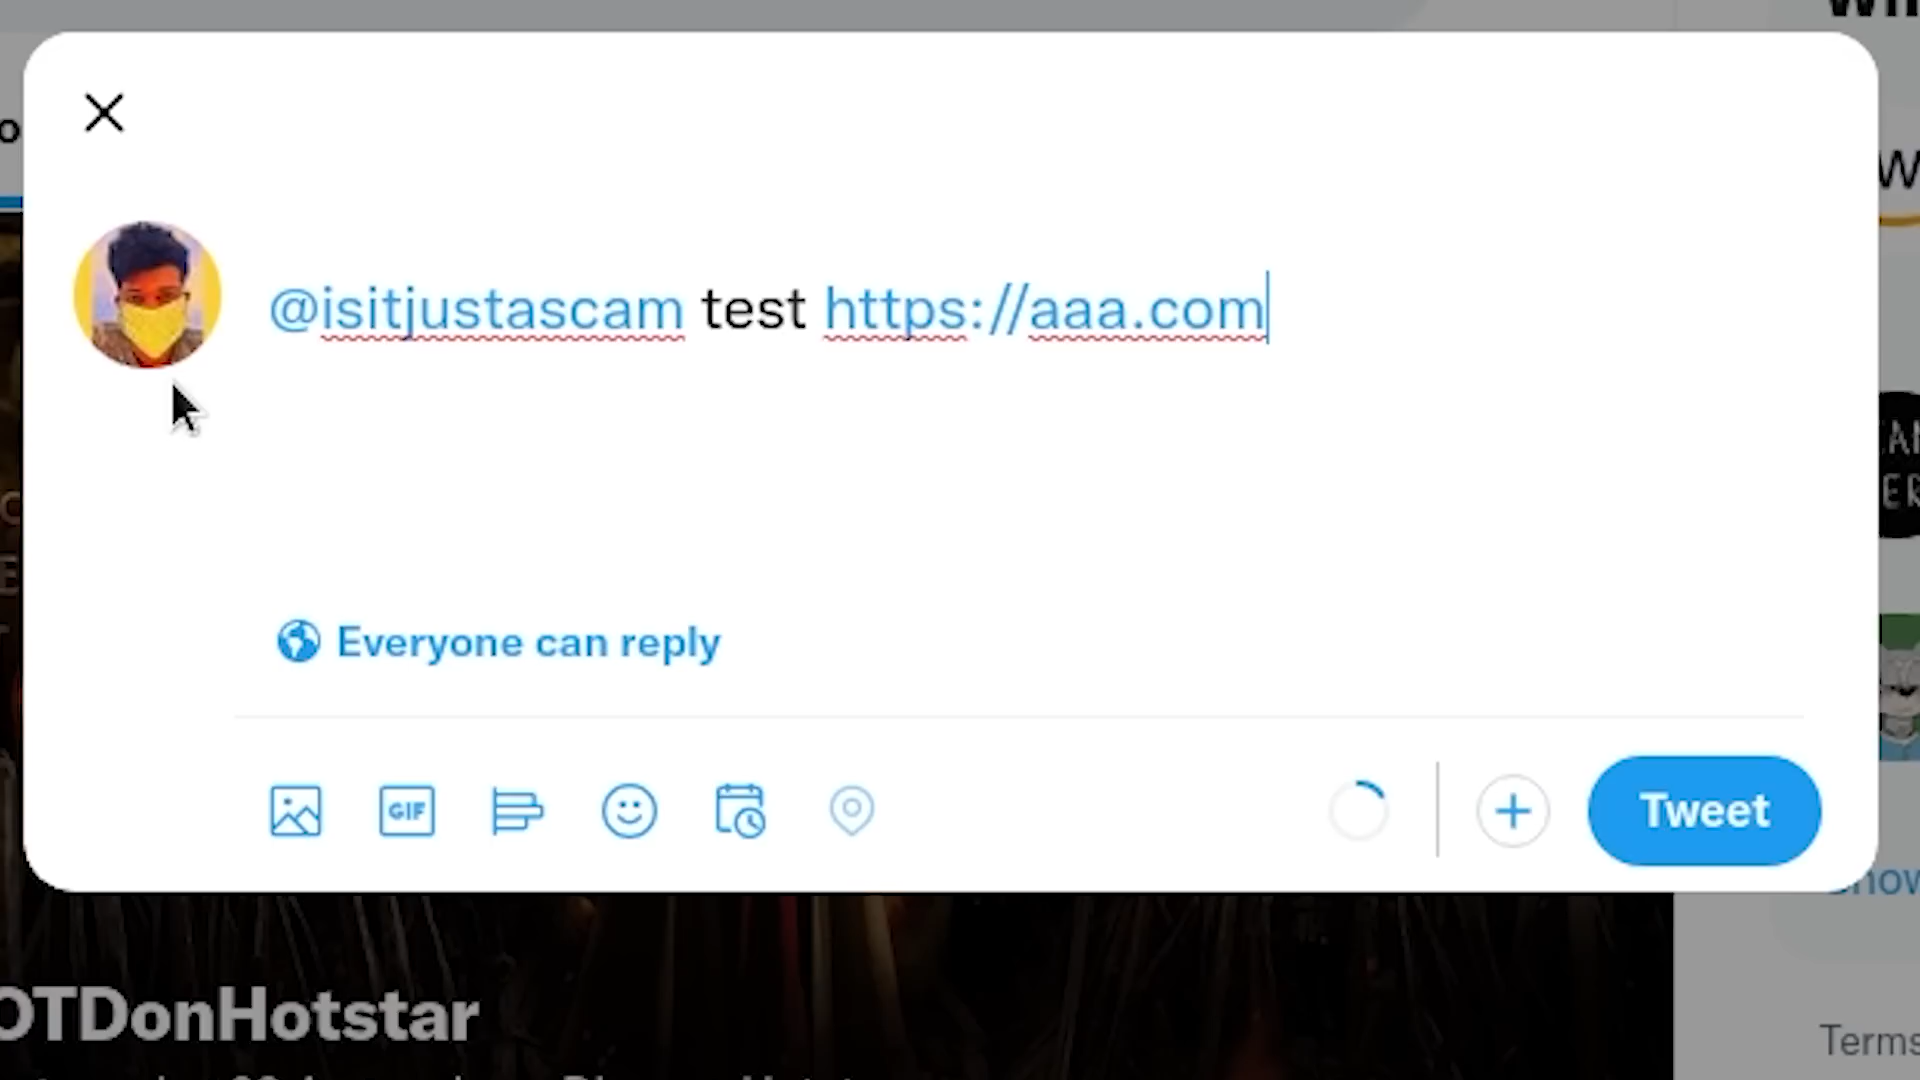 @isitjustascam test https://aaa.com
Everyone can reply
GIF
Tweet
OTDonHotstar
Terms